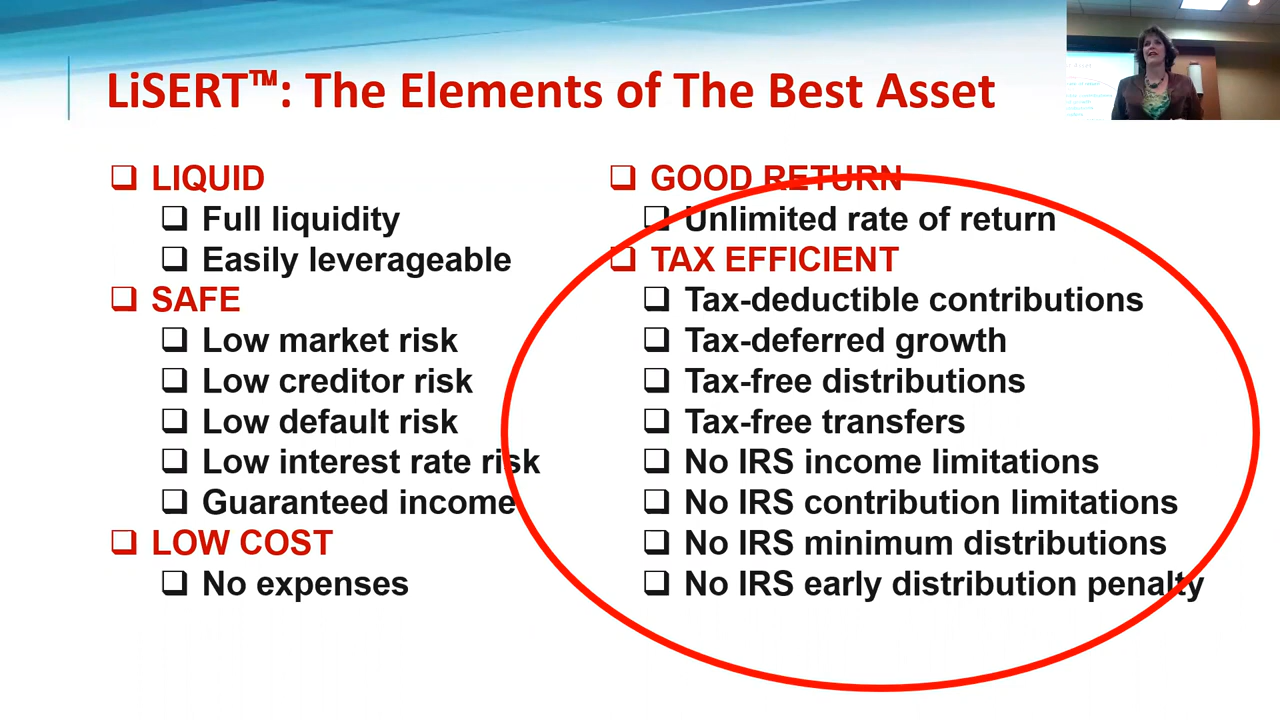 LiSERT™: The Elements of The Best Asset
❑ LIQUID
❑ Full liquidity
❑ Easily leverageable
❑ SAFE
❑ Low market risk
❑ Low creditor risk
❑ Low default risk
❑ Low interest rate risk
❑ Guaranteed income
❑ LOW COST
❑ No expenses
❑ GOOD RETURN
❑ Unlimited rate of return
❑ TAX EFFICIENT
❑ Tax-deductible contributions
❑ Tax-deferred growth
❑ Tax-free distributions
❑ Tax-free transfers
❑ No IRS income limitations
❑ No IRS contribution limitations
❑ No IRS minimum distributions
❑ No IRS early distribution penalty